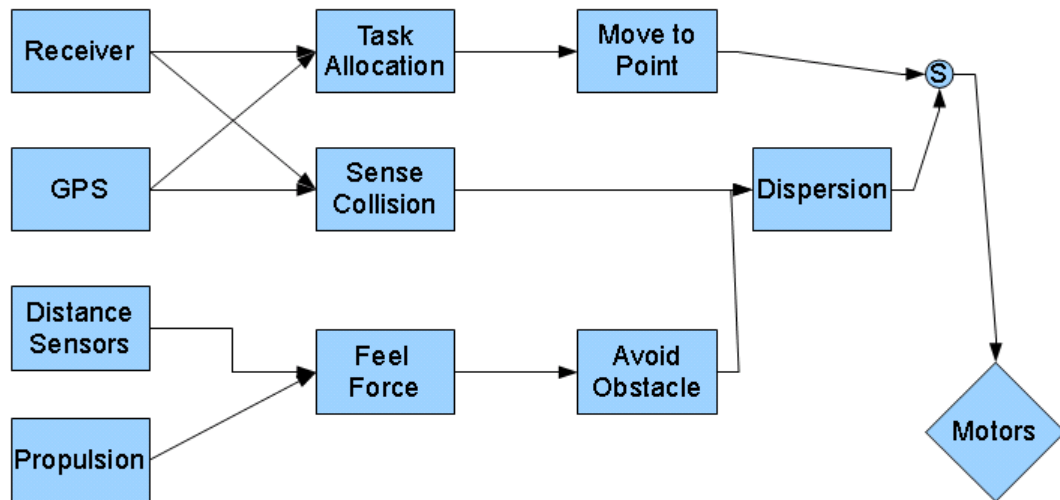 Receiver
Task
Allocation
Move to
Point
S
GPS
Sense
Collision
Dispersion
Distance
Sensors
Feel
Force
Avoid
Obstacle
Motors
Propulsion